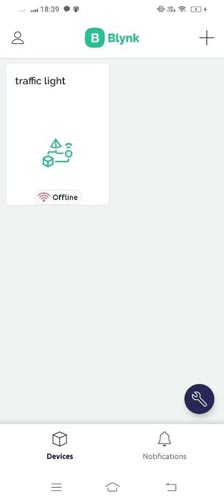 18:39
B Blynk
traffic light
Offline
Devices Notifications